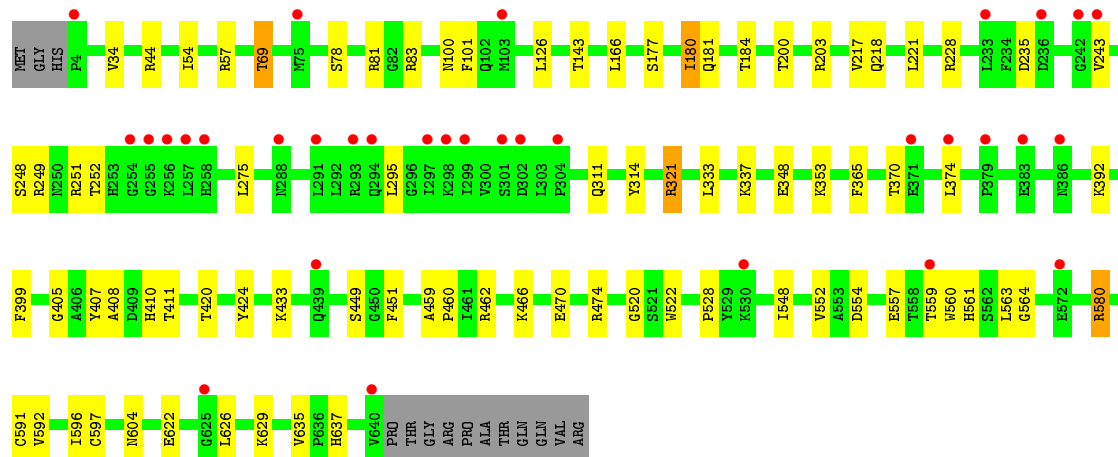 MET GLY HIS P4 V34 R44 I54 R57 T69 M75 S78 R81 G82 R83 N100 F101 Q102 M103 L126 T143 L166 S177 I180 Q181 T184 T200 R203 V217 Q218 L221 R228 L233 F234 D235 D236 G242 V243
S248 R249 N250 R251 T252 H253 G254 G255 K256 L257 H258 L275 N288 L291 L292 R293 Q294 L295 G296 I297 K298 I299 V300 S301 D302 L303 P304 Q311 Y314 R321 L333 K337 E348 K353 F365 T370 E371 L374 P379 E383 N386 K392
F399 G405 A406 Y407 A408 D409 H410 T411 T420 Y424 K433 Q439 S449 G450 F451 A459 P460 I461 R462 K466 E470 R474 G520 S521 W522 P528 Y529 K530 I548 V552 A553 D554 E557 T558 T559 W560 H561 S562 L563 G564 E572 R580
C591 V592 I596 C597 N604 E622 G625 L626 K629 V635 P636 H637 V640 PRO THR GLY ARG PRO ALA THR GLN GLN VAL ARG